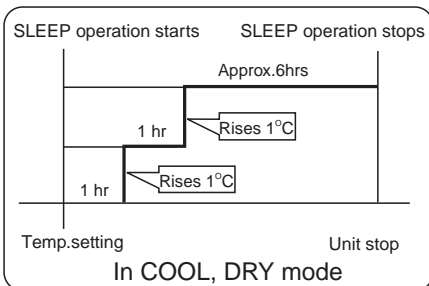 SLEEP operation starts SLEEP operation stops
Approx.6hrs
1 hr Rises 1°C
1 hr Rises 1°C
Temp.setting Unit stop
In COOL, DRY mode